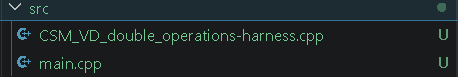 src
CSM_VD_double_operations-harness.cpp U
main.cpp U